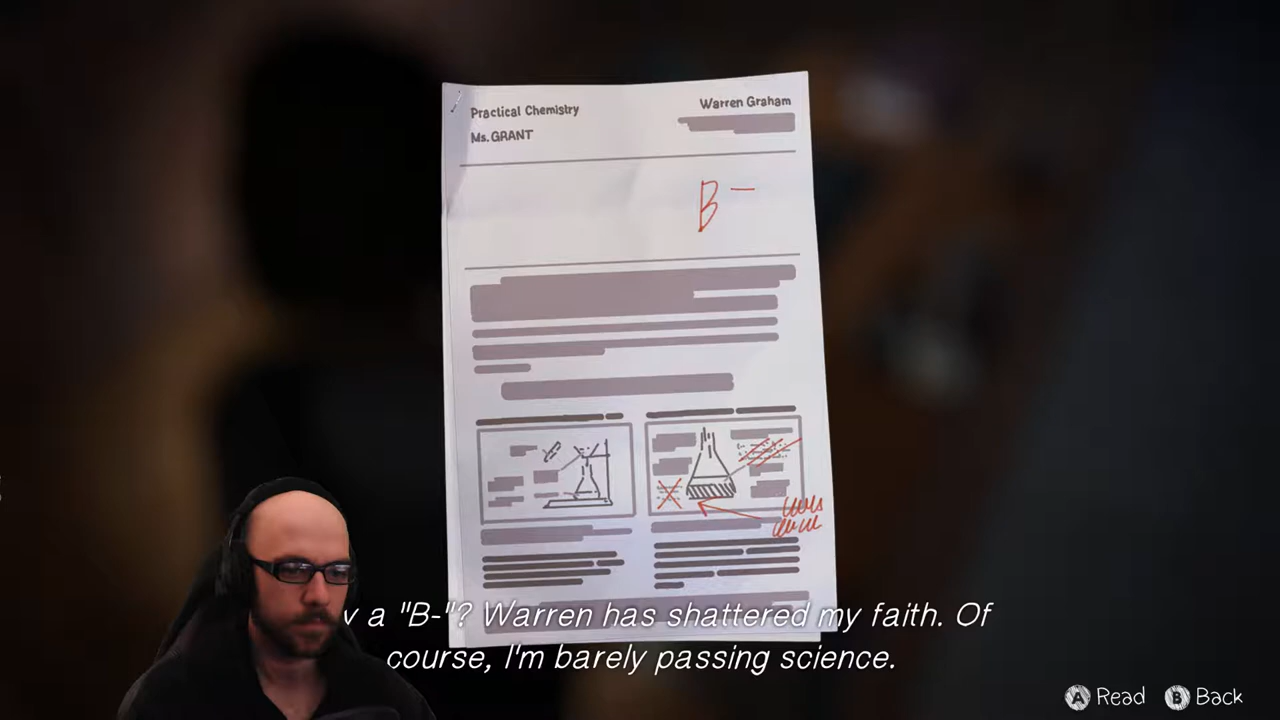 Practical Chemistry
Warren Graham
Ms. GRANT
B-
a "B-"? Warren has shattered my faith. Of
course, I'm barely passing science.
A Read B Back